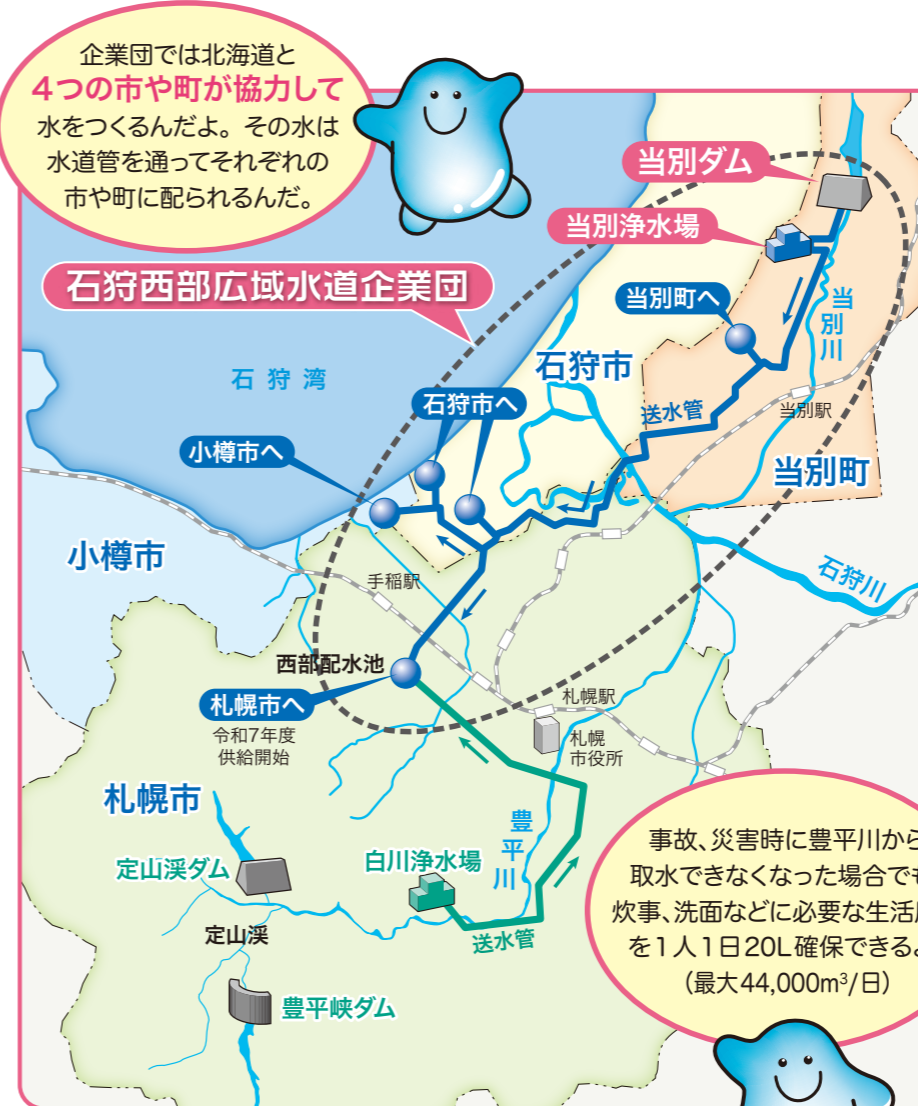 企業団では北海道と
4つの市や町が協力して
水をつくるんだよ。その水は
水道管を通ってそれぞれの
市や町に配られるんだ。
石狩西部広域水道企業団
当別ダム
当別浄水場
当別町へ
当別川
石狩市
石狩湾
石狩市へ
送水管
当別駅
小樽市へ
当別町
小樽市
石狩川
手稲駅
西部配水池
札幌市へ
令和7年度
供給開始
札幌駅
札幌
市役所
札幌市
豊平川
定山渓ダム
白川浄水場
定山渓
送水管
豊平峡ダム
事故、災害時に豊平川から
取水できなくなった場合でも
炊事、洗面などに必要な生活用
を1人1日20L確保できるよ
(最大44,000m³/日)